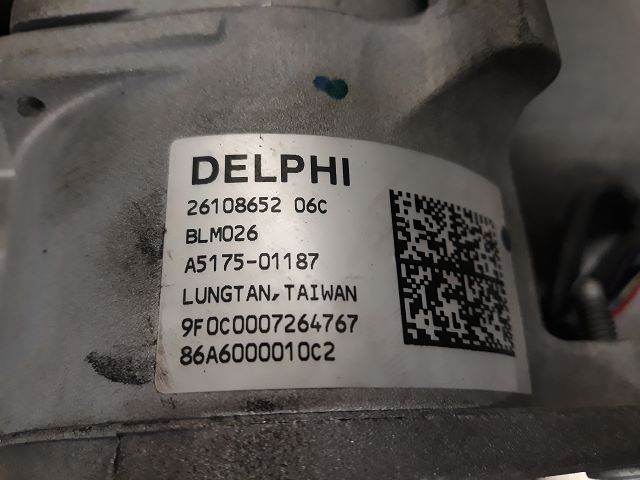 DELPHI
26108652 06C
BLM026
A5175-01187
LUNGTAN, TAIWAN
9F0C0007264767
86A6000010C2